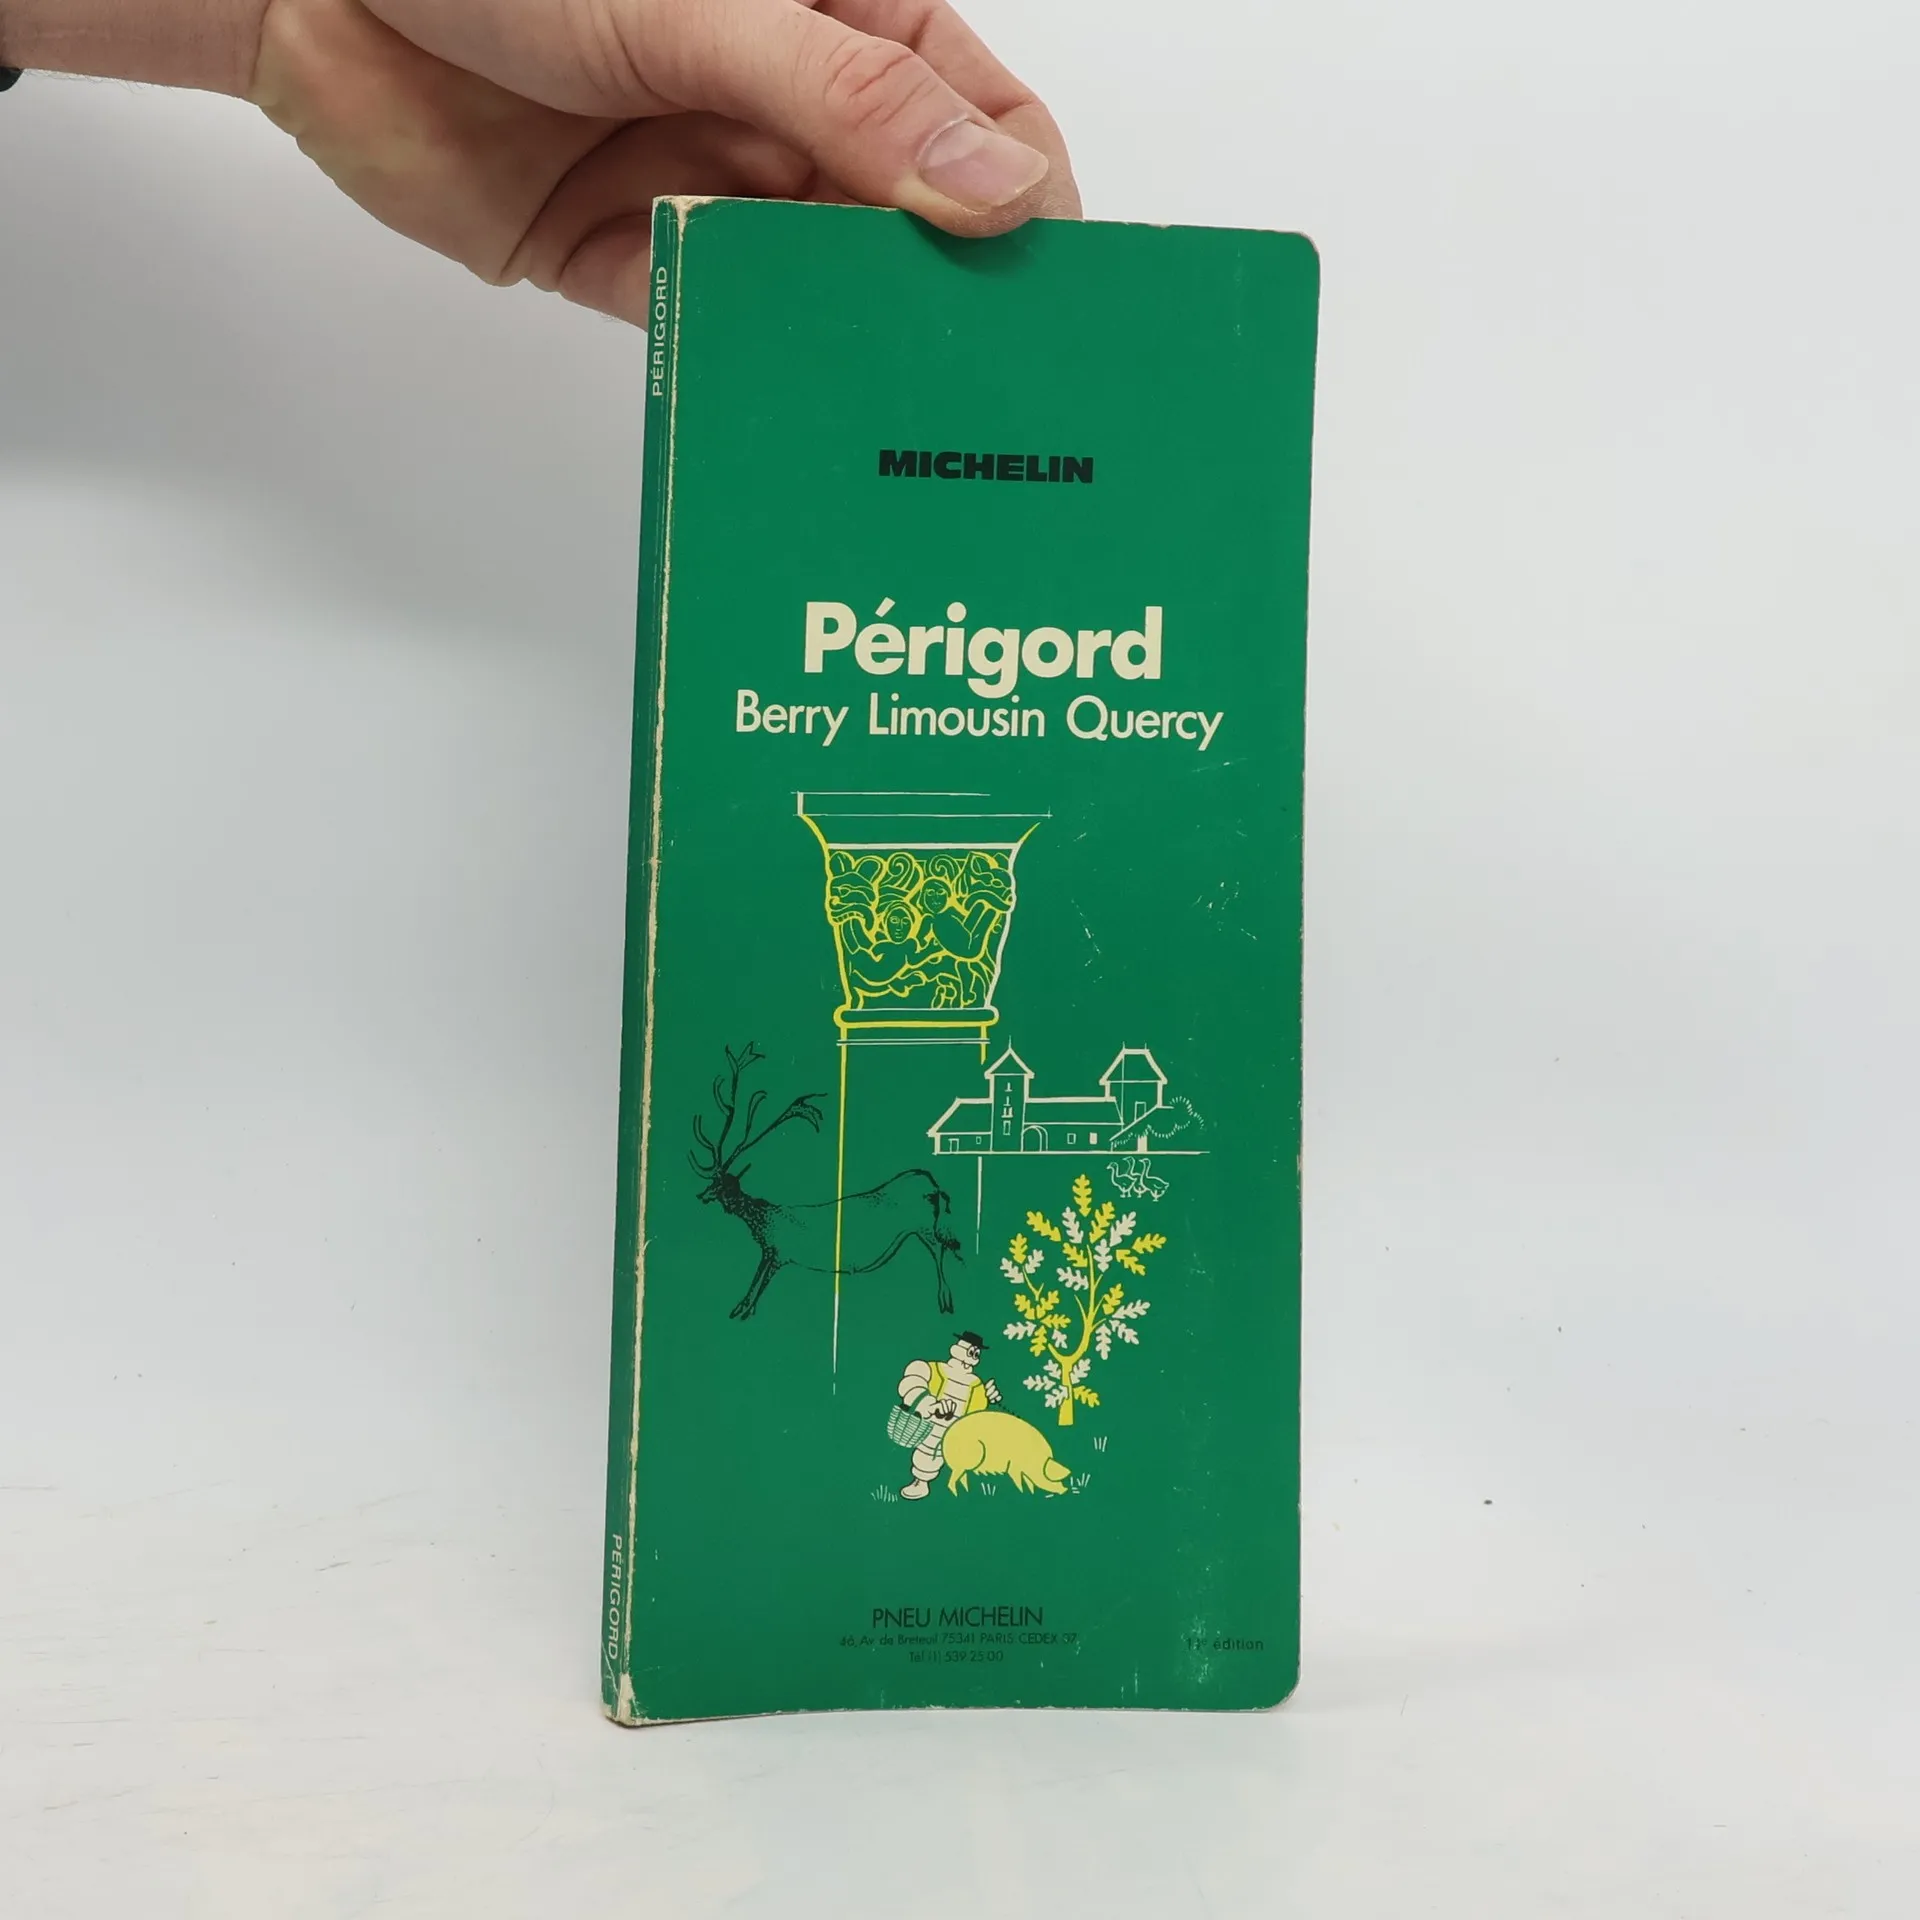 MICHELIN
Périgord
Berry Limousin Quercy
PNEU MICHELIN
46, Av. de Breteuil 75341 PARIS CEDEX 07
Tél (1) 539 25 00
11e édition
PÉRIGORD
PÉRIGORD